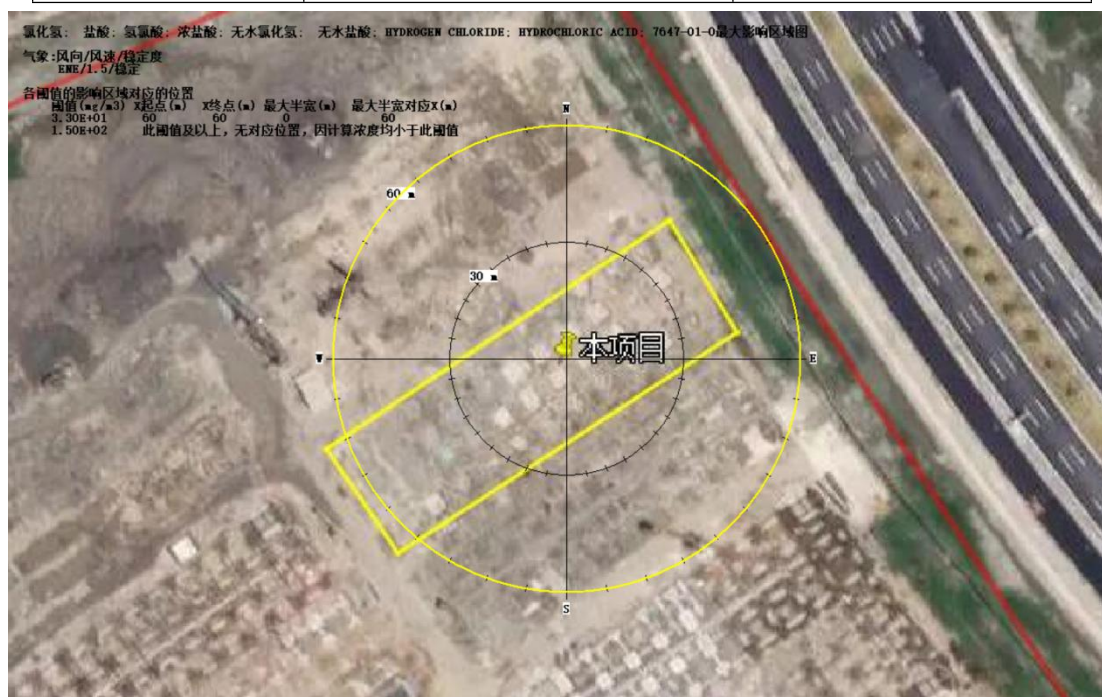 氯化氢; 盐酸; 氢氯酸; 浓盐酸; 无水氯化氢; 无水盐酸; HYDROGEN CHLORIDE; HYDROCHLORIC ACID; 7647-01-0最大影响区域图
气象:风向/风速/稳定度
ENE/1.5/稳定
各阈值的影响区域对应的位置
阈值(mg/m3) X起点(m) X终点(m) 最大半宽(m) 最大半宽对应X(m)
3.30E+01 60 60 0 60
1.50E+02 此阈值及以上，无对应位置，因计算浓度均小于此阈值
N
60 m
30 m
本项目
W
E
S